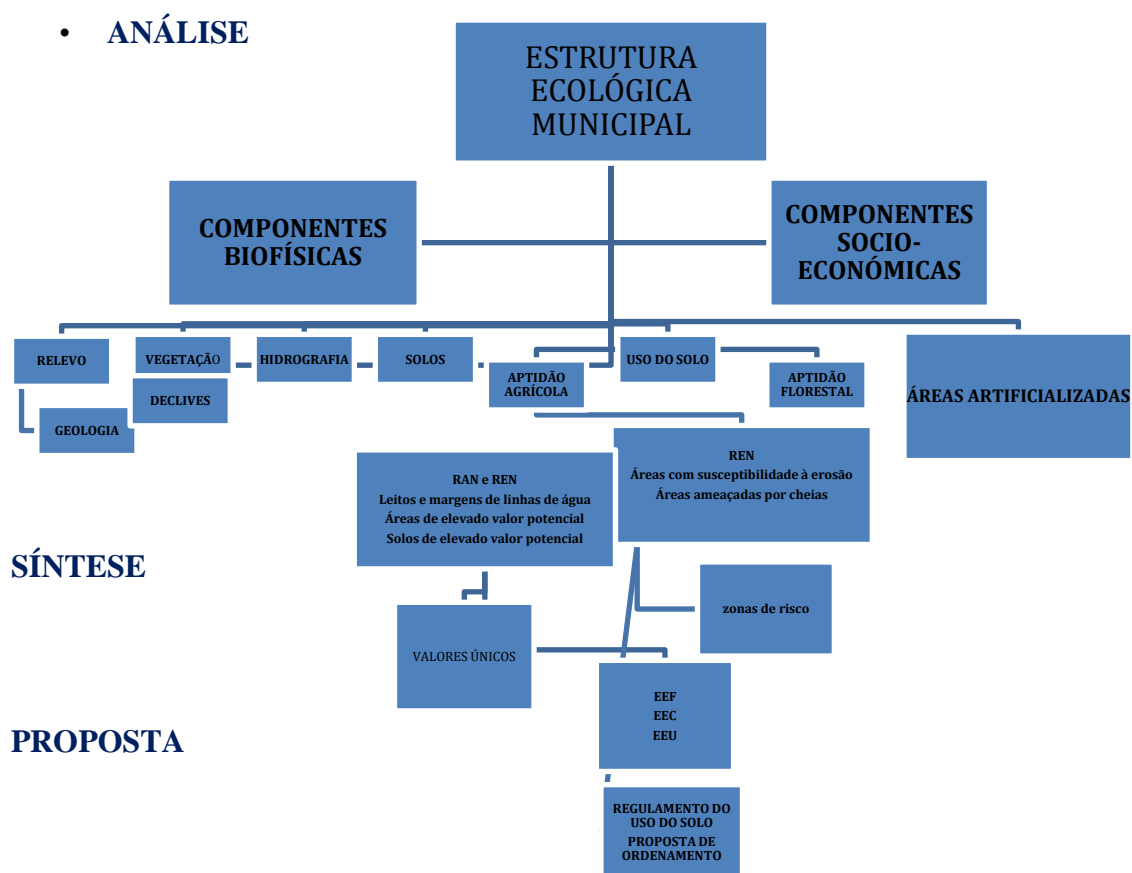 • ANÁLISE
ESTRUTURA
ECOLÓGICA
MUNICIPAL
COMPONENTES
BIOFÍSICAS
COMPONENTES
SOCIO-
ECONÓMICAS
RELEVO
VEGETAÇÃO
HIDROGRAFIA
SOLOS
USO DO SOLO
APTIDÃO
AGRÍCOLA
APTIDÃO
FLORESTAL
ÁREAS ARTIFICIALIZADAS
DECLIVES
GEOLOGIA
RAN e REN
Leitos e margens de linhas de água
Áreas de elevado valor potencial
Solos de elevado valor potencial
REN
Áreas com susceptibilidade à erosão
Áreas ameaçadas por cheias
SÍNTESE
zonas de risco
VALORES ÚNICOS
EEF
EEC
EEU
PROPOSTA
REGULAMENTO DO
USO DO SOLO
PROPOSTA DE
ORDENAMENTO